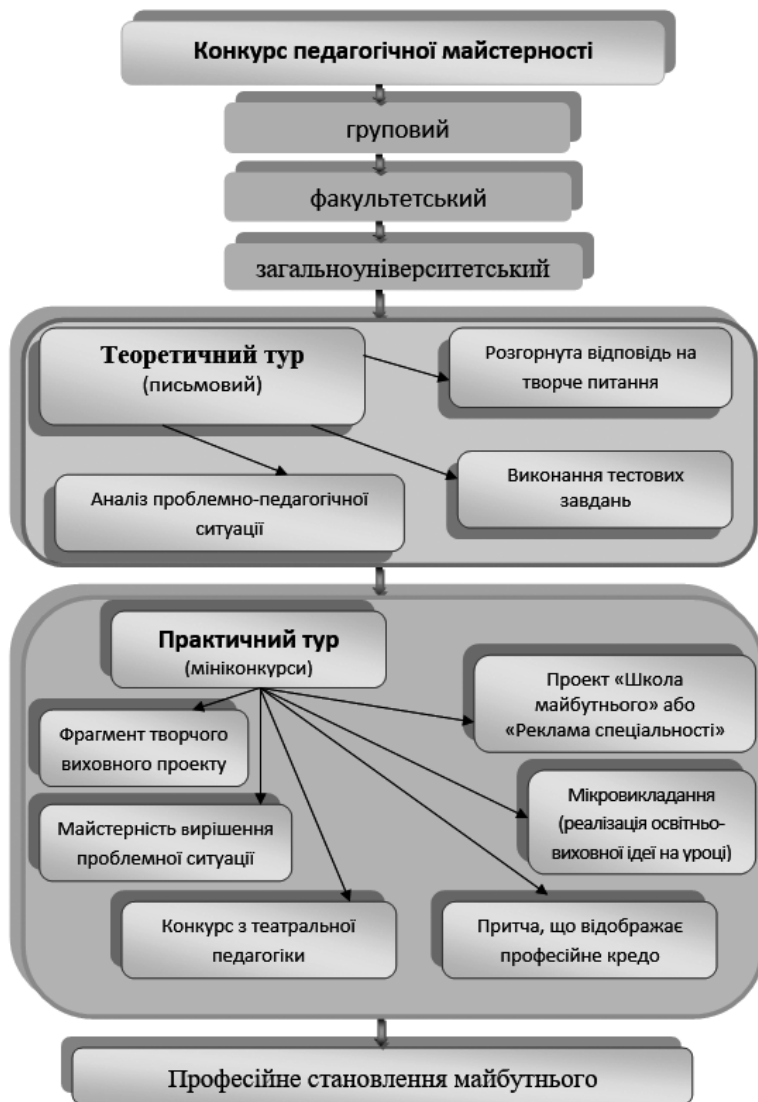 Конкурс педагогічної майстерності
груповий
факультетський
загальноуніверситетський
Теоретичний тур
(письмовий)
Розгорнута відповідь на
творче питання
Аналіз проблемно-педагогічної
ситуації
Виконання тестових
завдань
Практичний тур
(мініконкурси)
Проект «Школа
майбутнього» або
«Реклама спеціальності»
Фрагмент творчого
виховного проекту
Мікровикладання
(реалізація освітньо-
виховної ідеї на уроці)
Майстерність вирішення
проблемної ситуації
Конкурс з театральної
педагогіки
Притча, що відображає
професійне кредо
Професійне становлення майбутнього